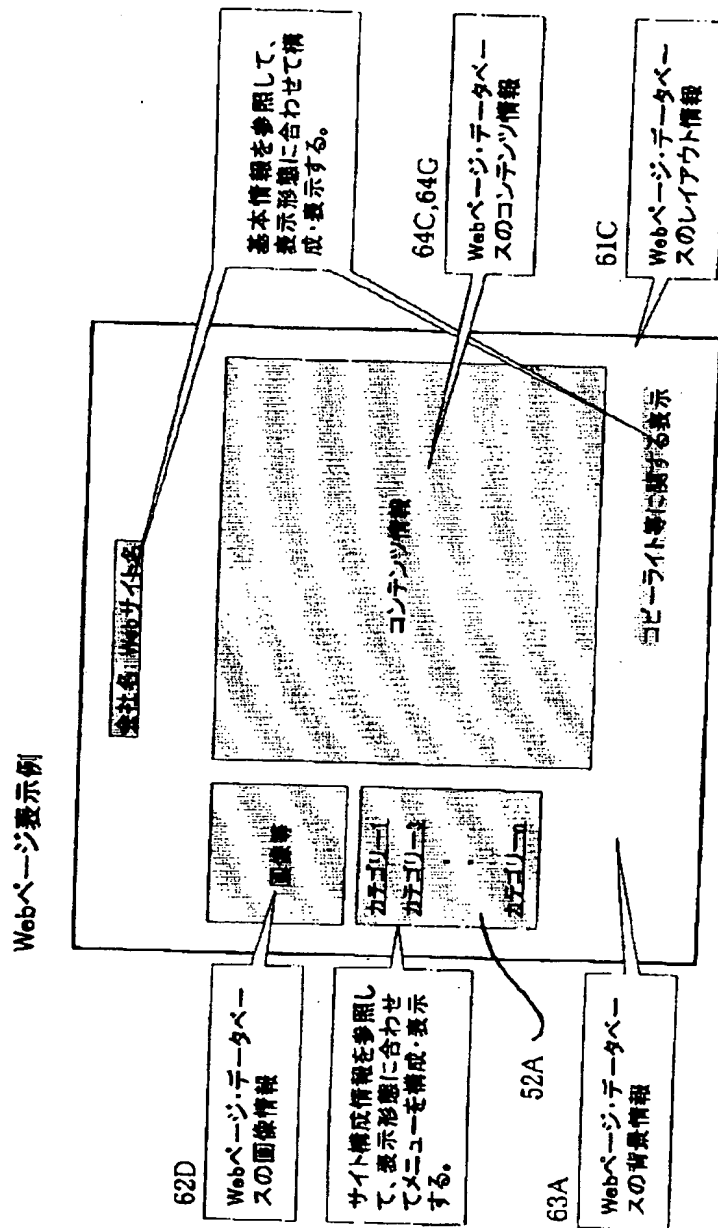 Webページ表示例
会社名 Webサイト名
基本情報を参照して、
表示形態に合わせて構
成・表示する。
62D
Webページ・データベー
スの画像情報
画像等
コンテンツ情報
64C,64G
Webページ・データベー
スのコンテンツ情報
サイト構成情報を参照し
て、表示形態に合わせ
てメニューを構成・表示
する。
カテゴリー1
カテゴリー2
カテゴリーn
52A
63A
Webページ・データベー
スの背景情報
コピーライト等に関する表示
61C
Webページ・データベー
スのレイアウト情報